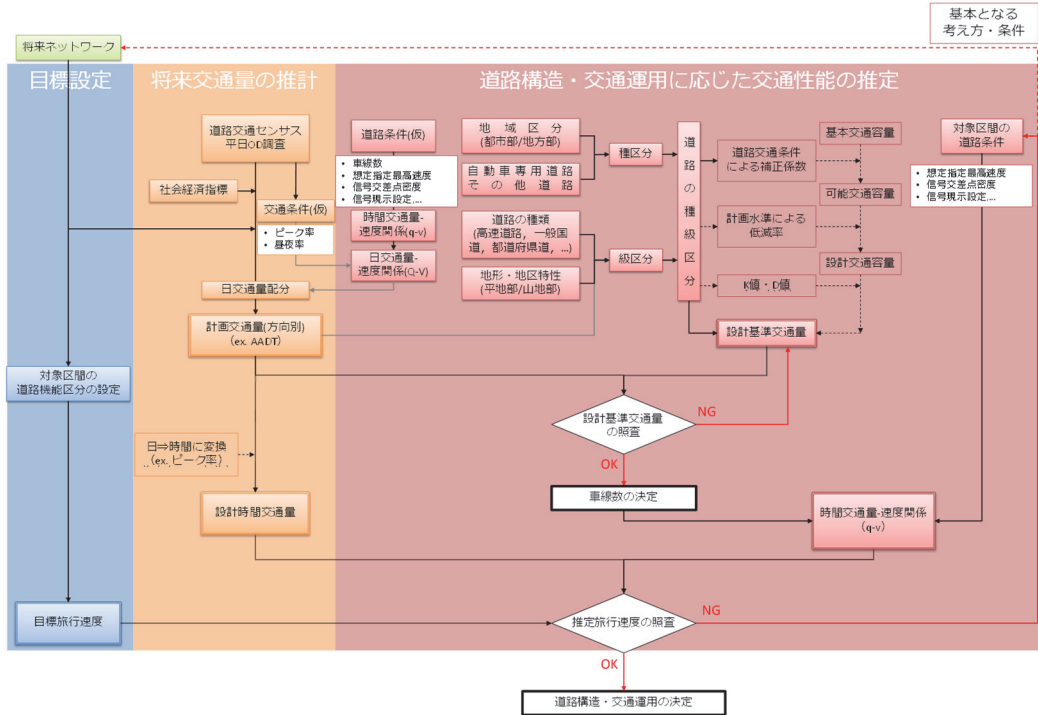 基本となる
考え方・条件
将来ネットワーク
目標設定
将来交通量の推計
道路構造・交通運用に応じた交通性能の推定
道路交通センサス
平日OD調査
社会経済指標
交通条件(仮)
• ピーク率
• 昼夜率
道路条件(仮)
• 車線数
• 想定指定最高速度
• 信号交差点密度
• 信号現示設定,...
時間交通量-
速度関係(q-v)
日交通量-
速度関係(Q-V)
日交通量配分
計画交通量(方向別)
(ex. AADT)
地域区分
(都市部/地方部)
自動車専用道路
その他道路
種区分
道路の種類
(高速道路，一般国
道，都道府県道，...)
地形・地区特性
(平地部/山地部)
級区分
道路の種級区分
基本交通容量
道路交通条件
による補正係数
可能交通容量
計画水準による
低減率
設計交通容量
K値・D値
設計基準交通量
対象区間の
道路条件
• 想定指定最高速度
• 信号交差点密度
• 信号現示設定,...
対象区間の
道路機能区分の設定
設計基準交通量
の照査
NG
OK
日⇒時間に変換
(ex. ピーク率)
車線数の決定
設計時間交通量
時間交通量-速度関係
(q-v)
目標旅行速度
推定旅行速度の照査
NG
OK
道路構造・交通運用の決定